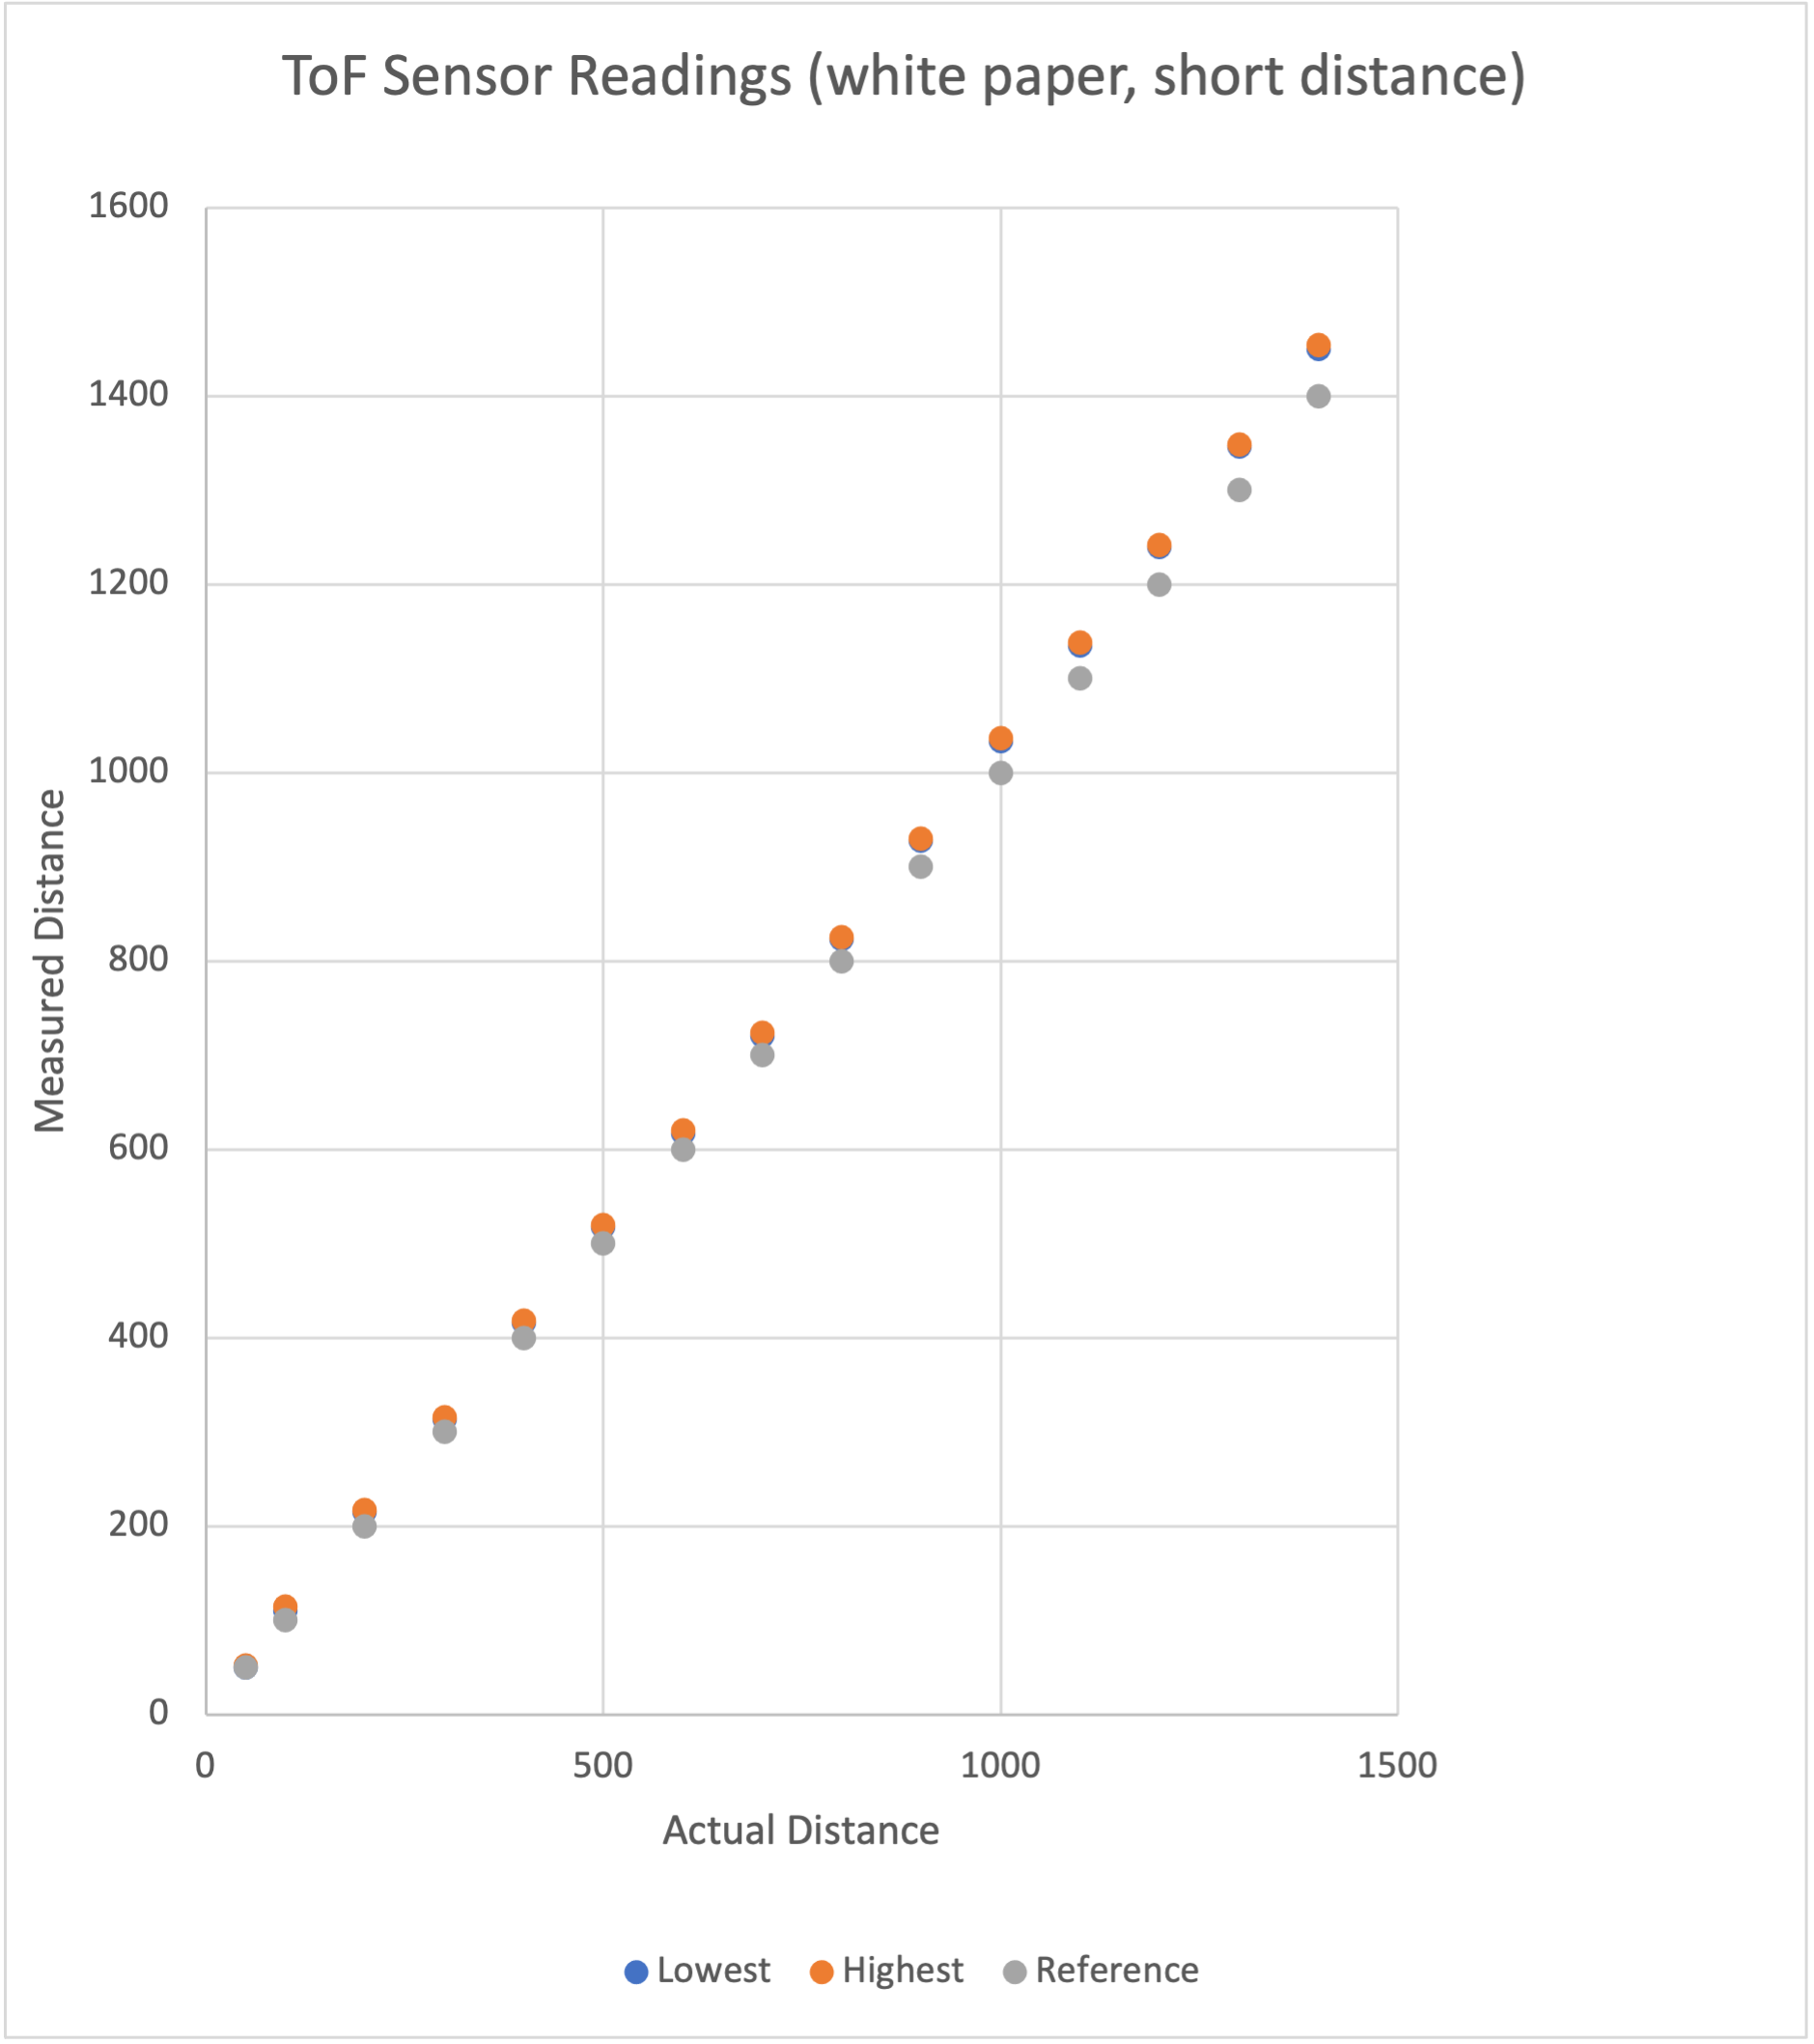 ToF Sensor Readings (white paper, short distance)
1600
1400
1200
1000
800
600
400
200
0
Measured Distance
0 500 1000 1500
Actual Distance
Lowest Highest Reference